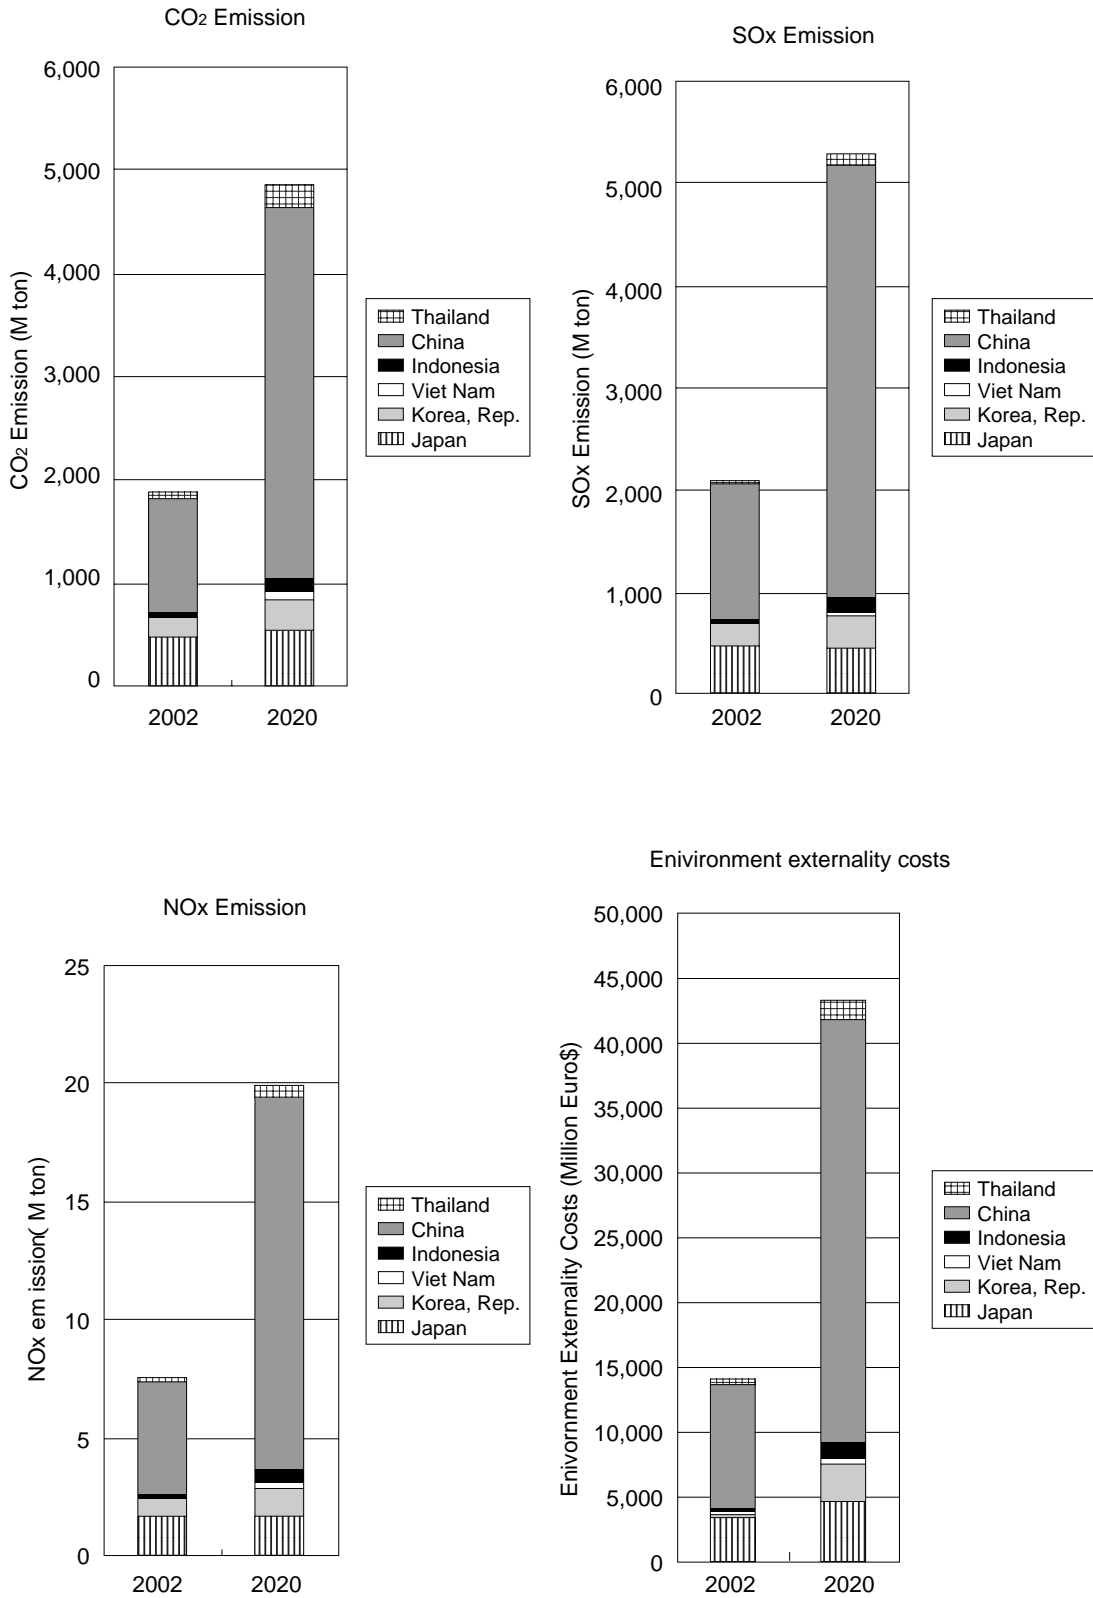 CO2 Emission
6,000
5,000
4,000
3,000
2,000
1,000
0
CO2 Emission (M ton)
2002
2020
Thailand
China
Indonesia
Viet Nam
Korea, Rep.
Japan
SOx Emission
6,000
5,000
4,000
3,000
2,000
1,000
0
SOx Emission (M ton)
2002
2020
Thailand
China
Indonesia
Viet Nam
Korea, Rep.
Japan
NOx Emission
25
20
15
10
5
0
NOx em ission( M ton)
2002
2020
Thailand
China
Indonesia
Viet Nam
Korea, Rep.
Japan
Enivironment externality costs
50,000
45,000
40,000
35,000
30,000
25,000
20,000
15,000
10,000
5,000
0
Enivornment Externality Costs (Million Euro$)
2002
2020
Thailand
China
Indonesia
Viet Nam
Korea, Rep.
Japan